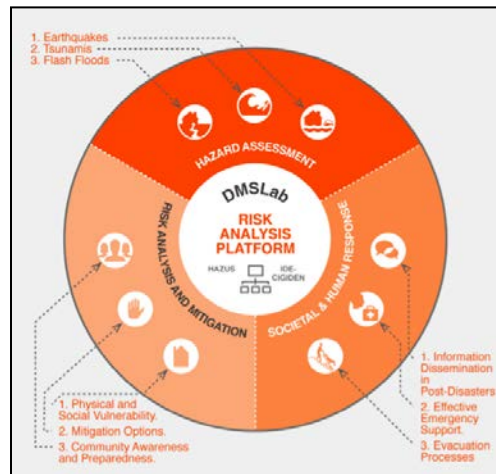 1. Earthquakes
2. Tsunamis
3. Flash Floods
HAZARD ASSESSMENT
DMSLab
RISK
ANALYSIS
PLATFORM
HAZUS
IDE-
CIGIDEN
RISK ANALYSIS AND MITIGATION
SOCIETAL & HUMAN RESPONSE
1. Physical and
Social Vulnerability.
2. Mitigation Options.
3. Community Awareness
and Preparedness.
1. Information
Dissemination
in
Post-Disasters
2. Effective
Emergency
Support.
3. Evacuation
Processes